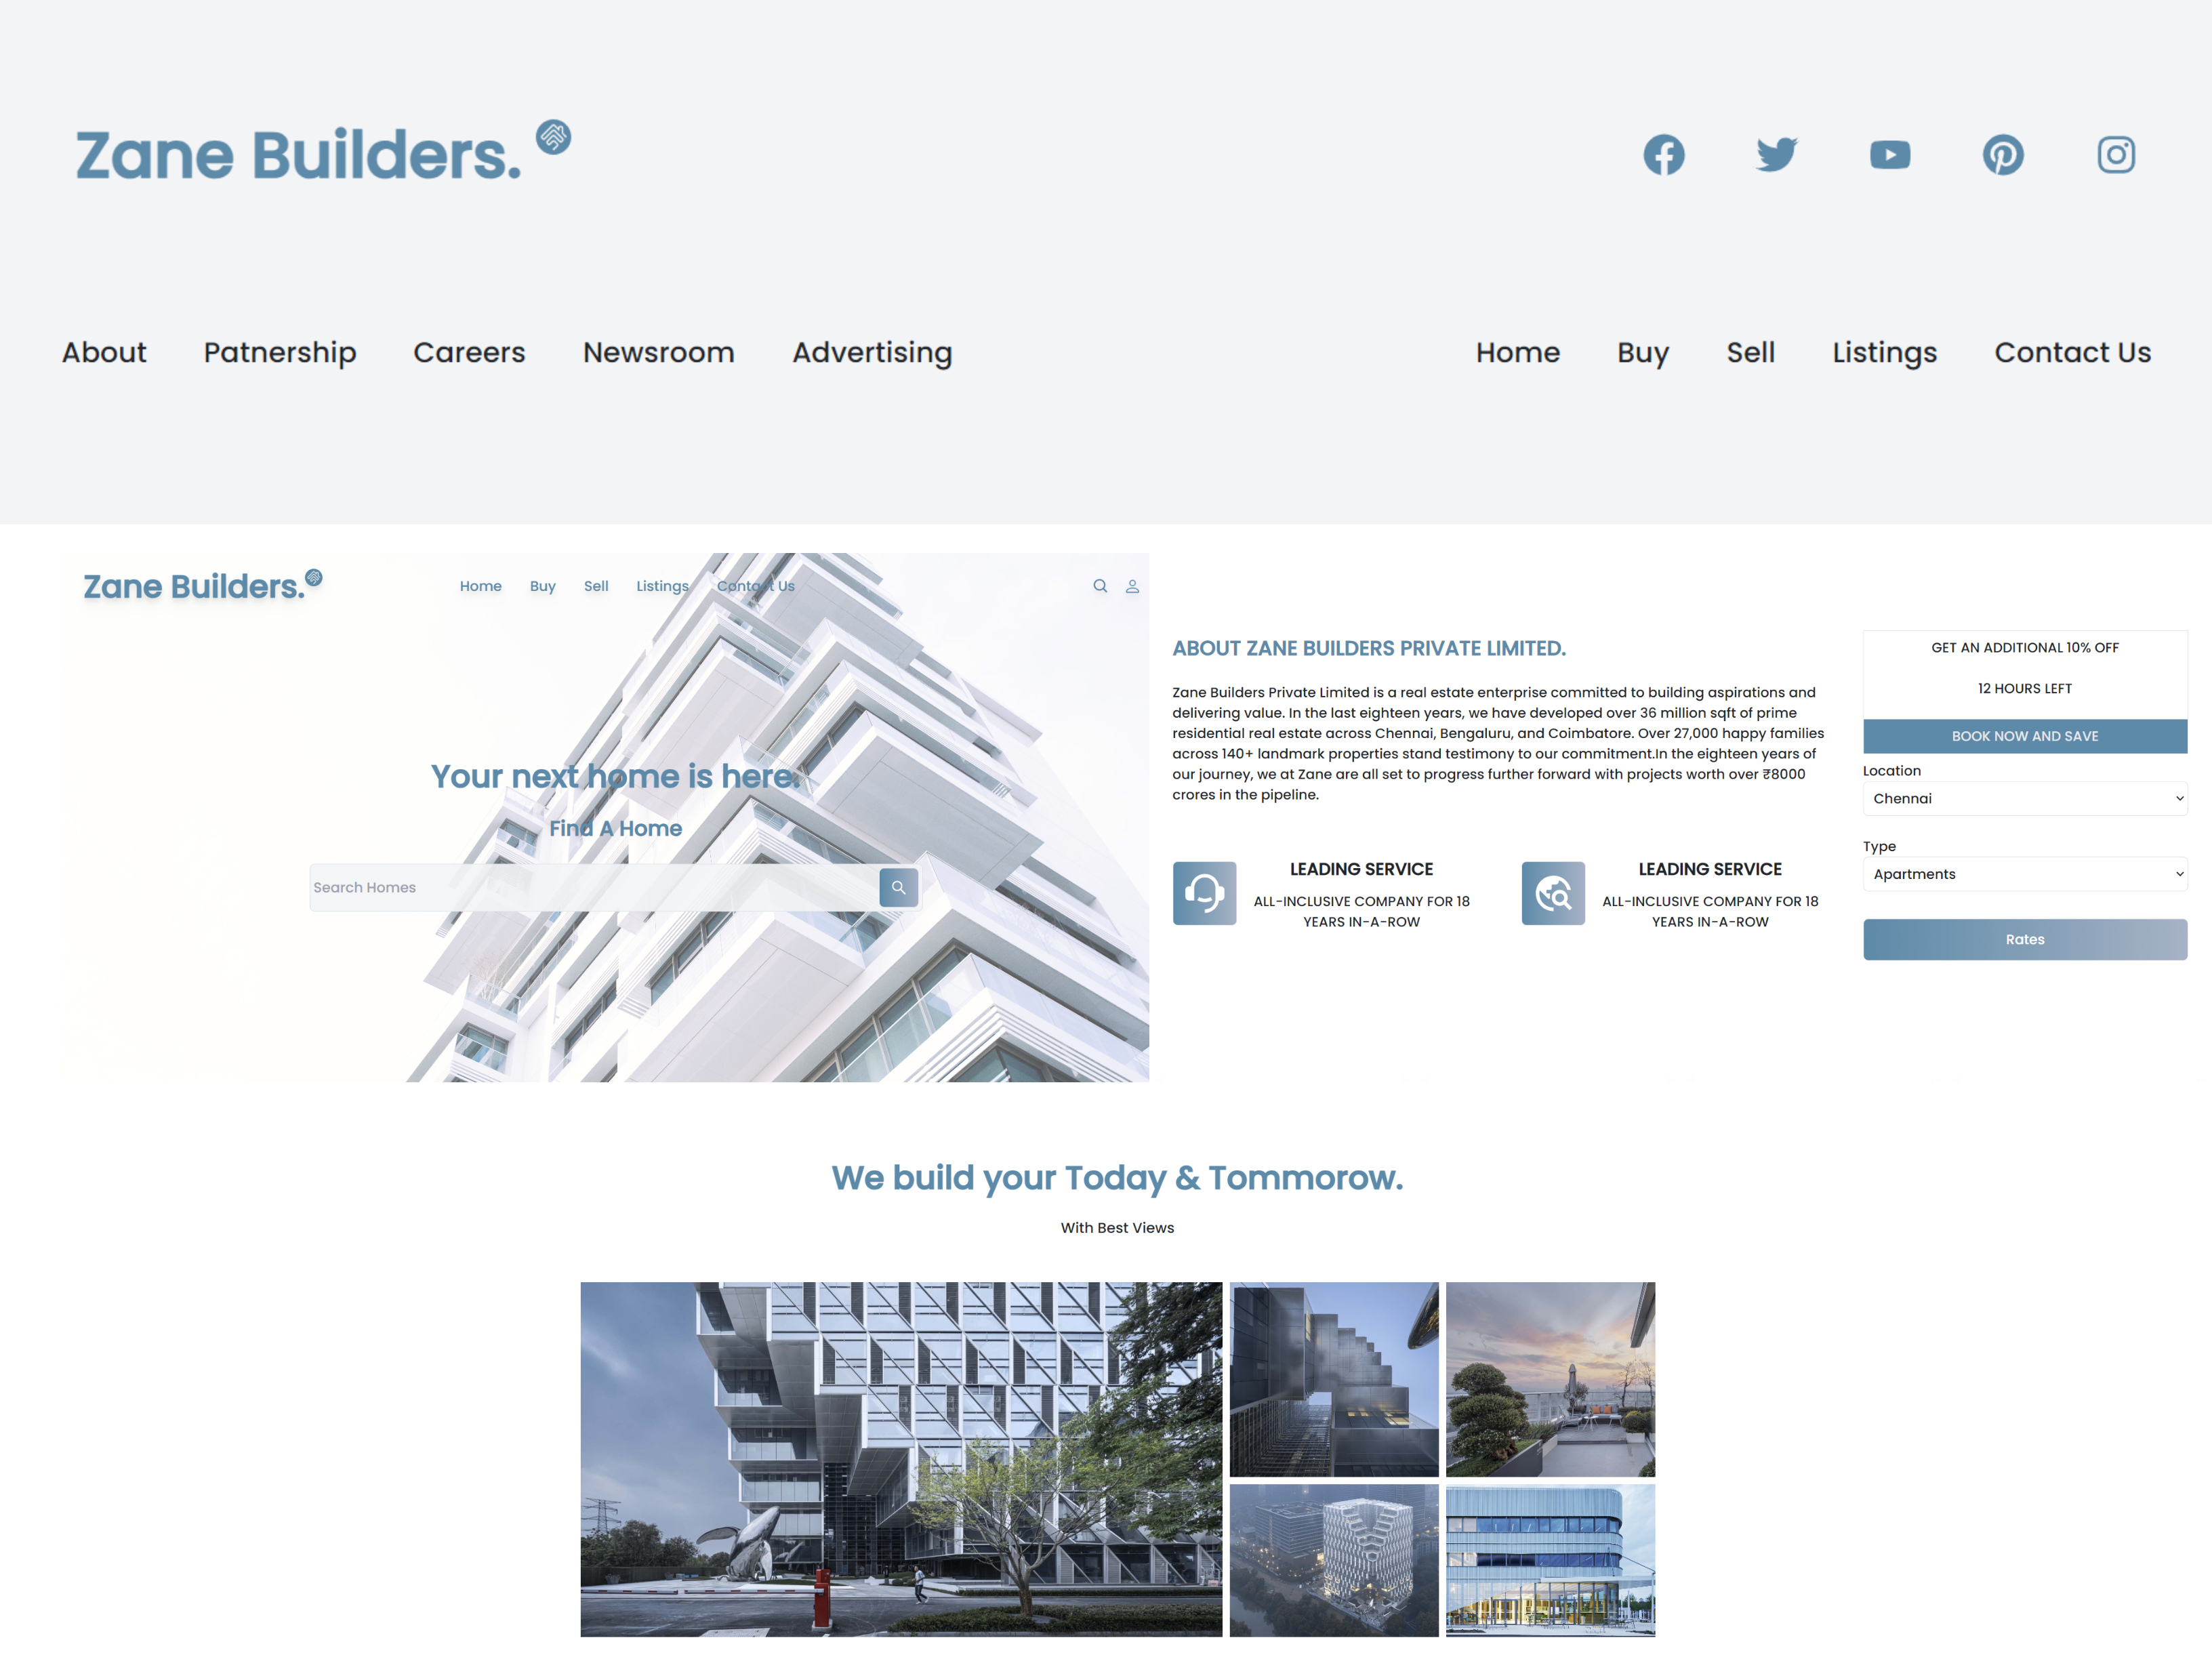 Zane Builders.
About Patnership Careers Newsroom Advertising
Home Buy Sell Listings Contact Us
Zane Builders.
Home Buy Sell Listings Contact Us
Your next home is here.
Find A Home
Search Homes
ABOUT ZANE BUILDERS PRIVATE LIMITED.
Zane Builders Private Limited is a real estate enterprise committed to building aspirations and
delivering value. In the last eighteen years, we have developed over 36 million sqft of prime
residential real estate across Chennai, Bengaluru, and Coimbatore. Over 27,000 happy families
across 140+ landmark properties stand testimony to our commitment.In the eighteen years of
our journey, we at Zane are all set to progress further forward with projects worth over ₹8000
crores in the pipeline.
LEADING SERVICE
ALL-INCLUSIVE COMPANY FOR 18
YEARS IN-A-ROW
LEADING SERVICE
ALL-INCLUSIVE COMPANY FOR 18
YEARS IN-A-ROW
GET AN ADDITIONAL 10% OFF
12 HOURS LEFT
BOOK NOW AND SAVE
Location
Chennai
Type
Apartments
Rates
We build your Today & Tommorow.
With Best Views